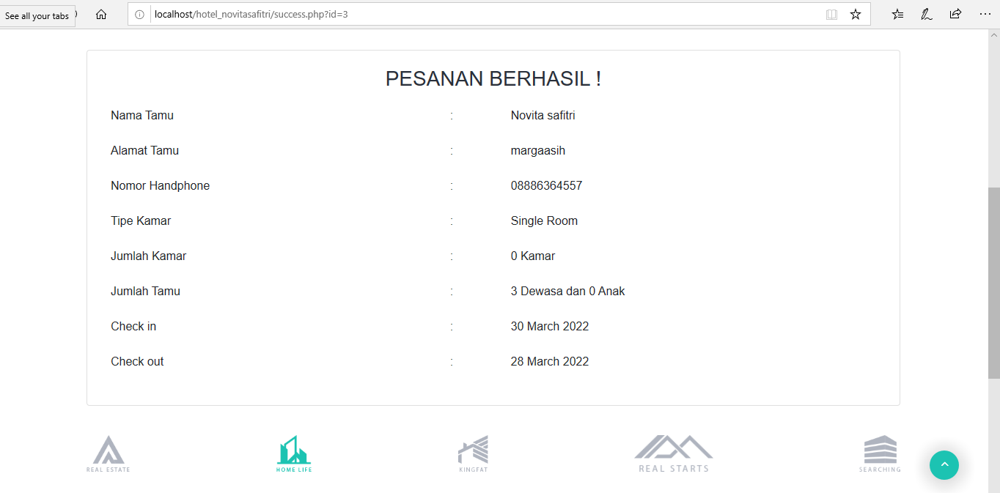 See all your tabs
localhost/hotel_novitasafitri/success.php?id=3
PESANAN BERHASIL !
Nama Tamu : Novita safitri
Alamat Tamu : margaasih
Nomor Handphone : 08886364557
Tipe Kamar : Single Room
Jumlah Kamar : 0 Kamar
Jumlah Tamu : 3 Dewasa dan 0 Anak
Check in : 30 March 2022
Check out : 28 March 2022
REAL ESTATE HOME LIFE KINGFAT REAL STARTS SEARCHING